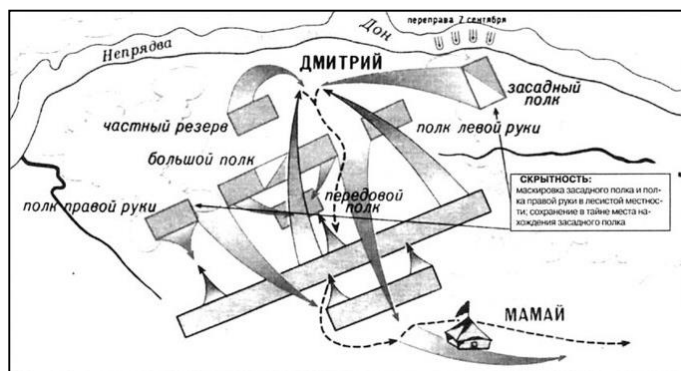 переправа 7 сентября
Дон
Непрядва
ДМИТРИЙ
засадный
полк
частный резерв
полк левой руки
большой полк
СКРЫТНОСТЬ:
маскировка засадного полка и пол-
ка правой руки в лесистой местнос-
ти; сохранение в тайне места на-
хождения засадного полка
передовой
полк
полк правой руки
МАМАЙ